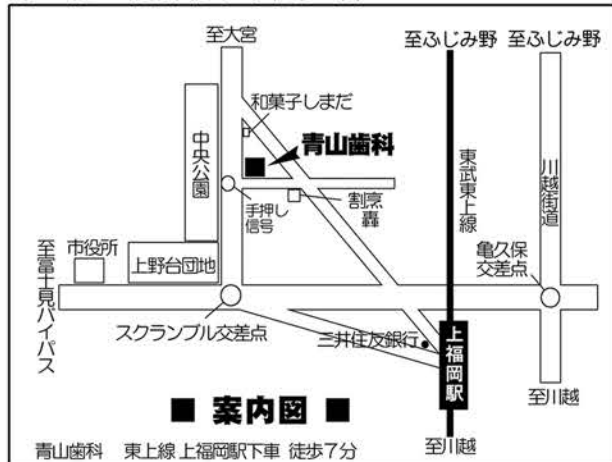 至大宮
至ふじみ野
至ふじみ野
和菓子しまだ
青山歯科
中央公園
東武東上線
川越街道
手押し
信号
割烹
轟
亀久保
交差点
市役所
上野台団地
至富士見バイパス
スクランブル交差点
三井住友銀行
上福岡駅
至川越
■ 案内図 ■
至川越
青山歯科 東上線 上福岡駅下車 徒歩7分